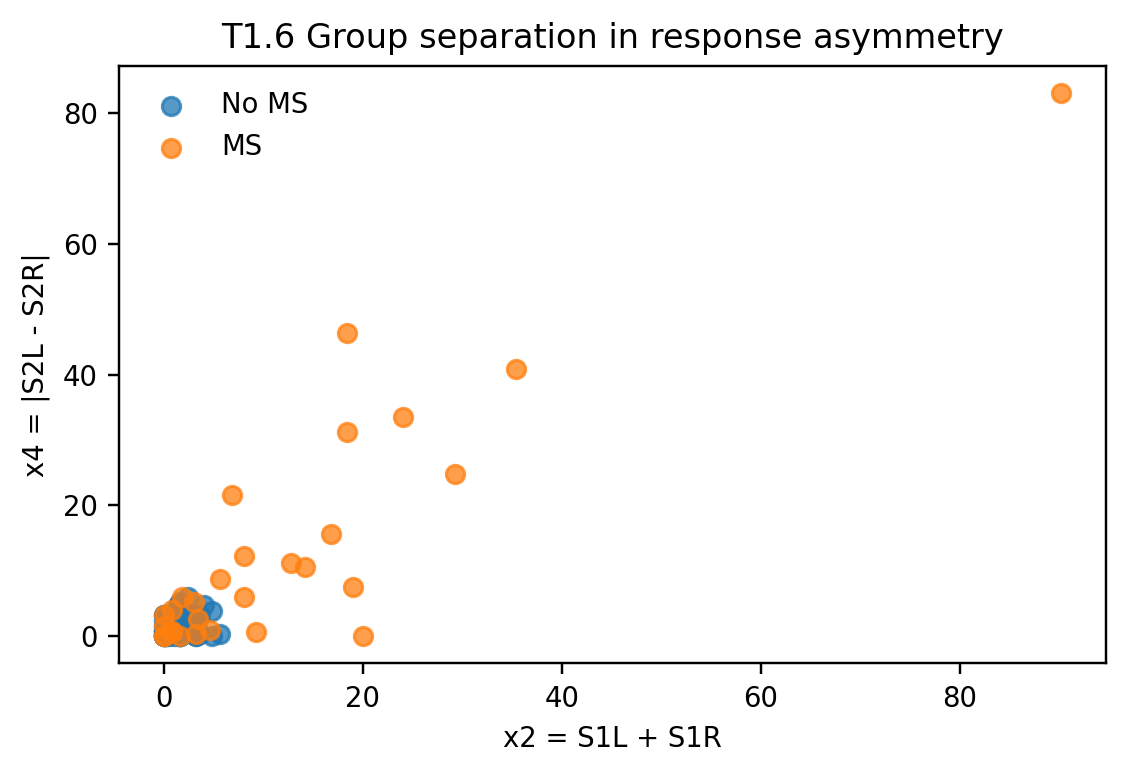 T1.6 Group separation in response asymmetry
No MS
MS
80
60
40
20
0
x4 = |S2L - S2R|
0 20 40 60 80
x2 = S1L + S1R